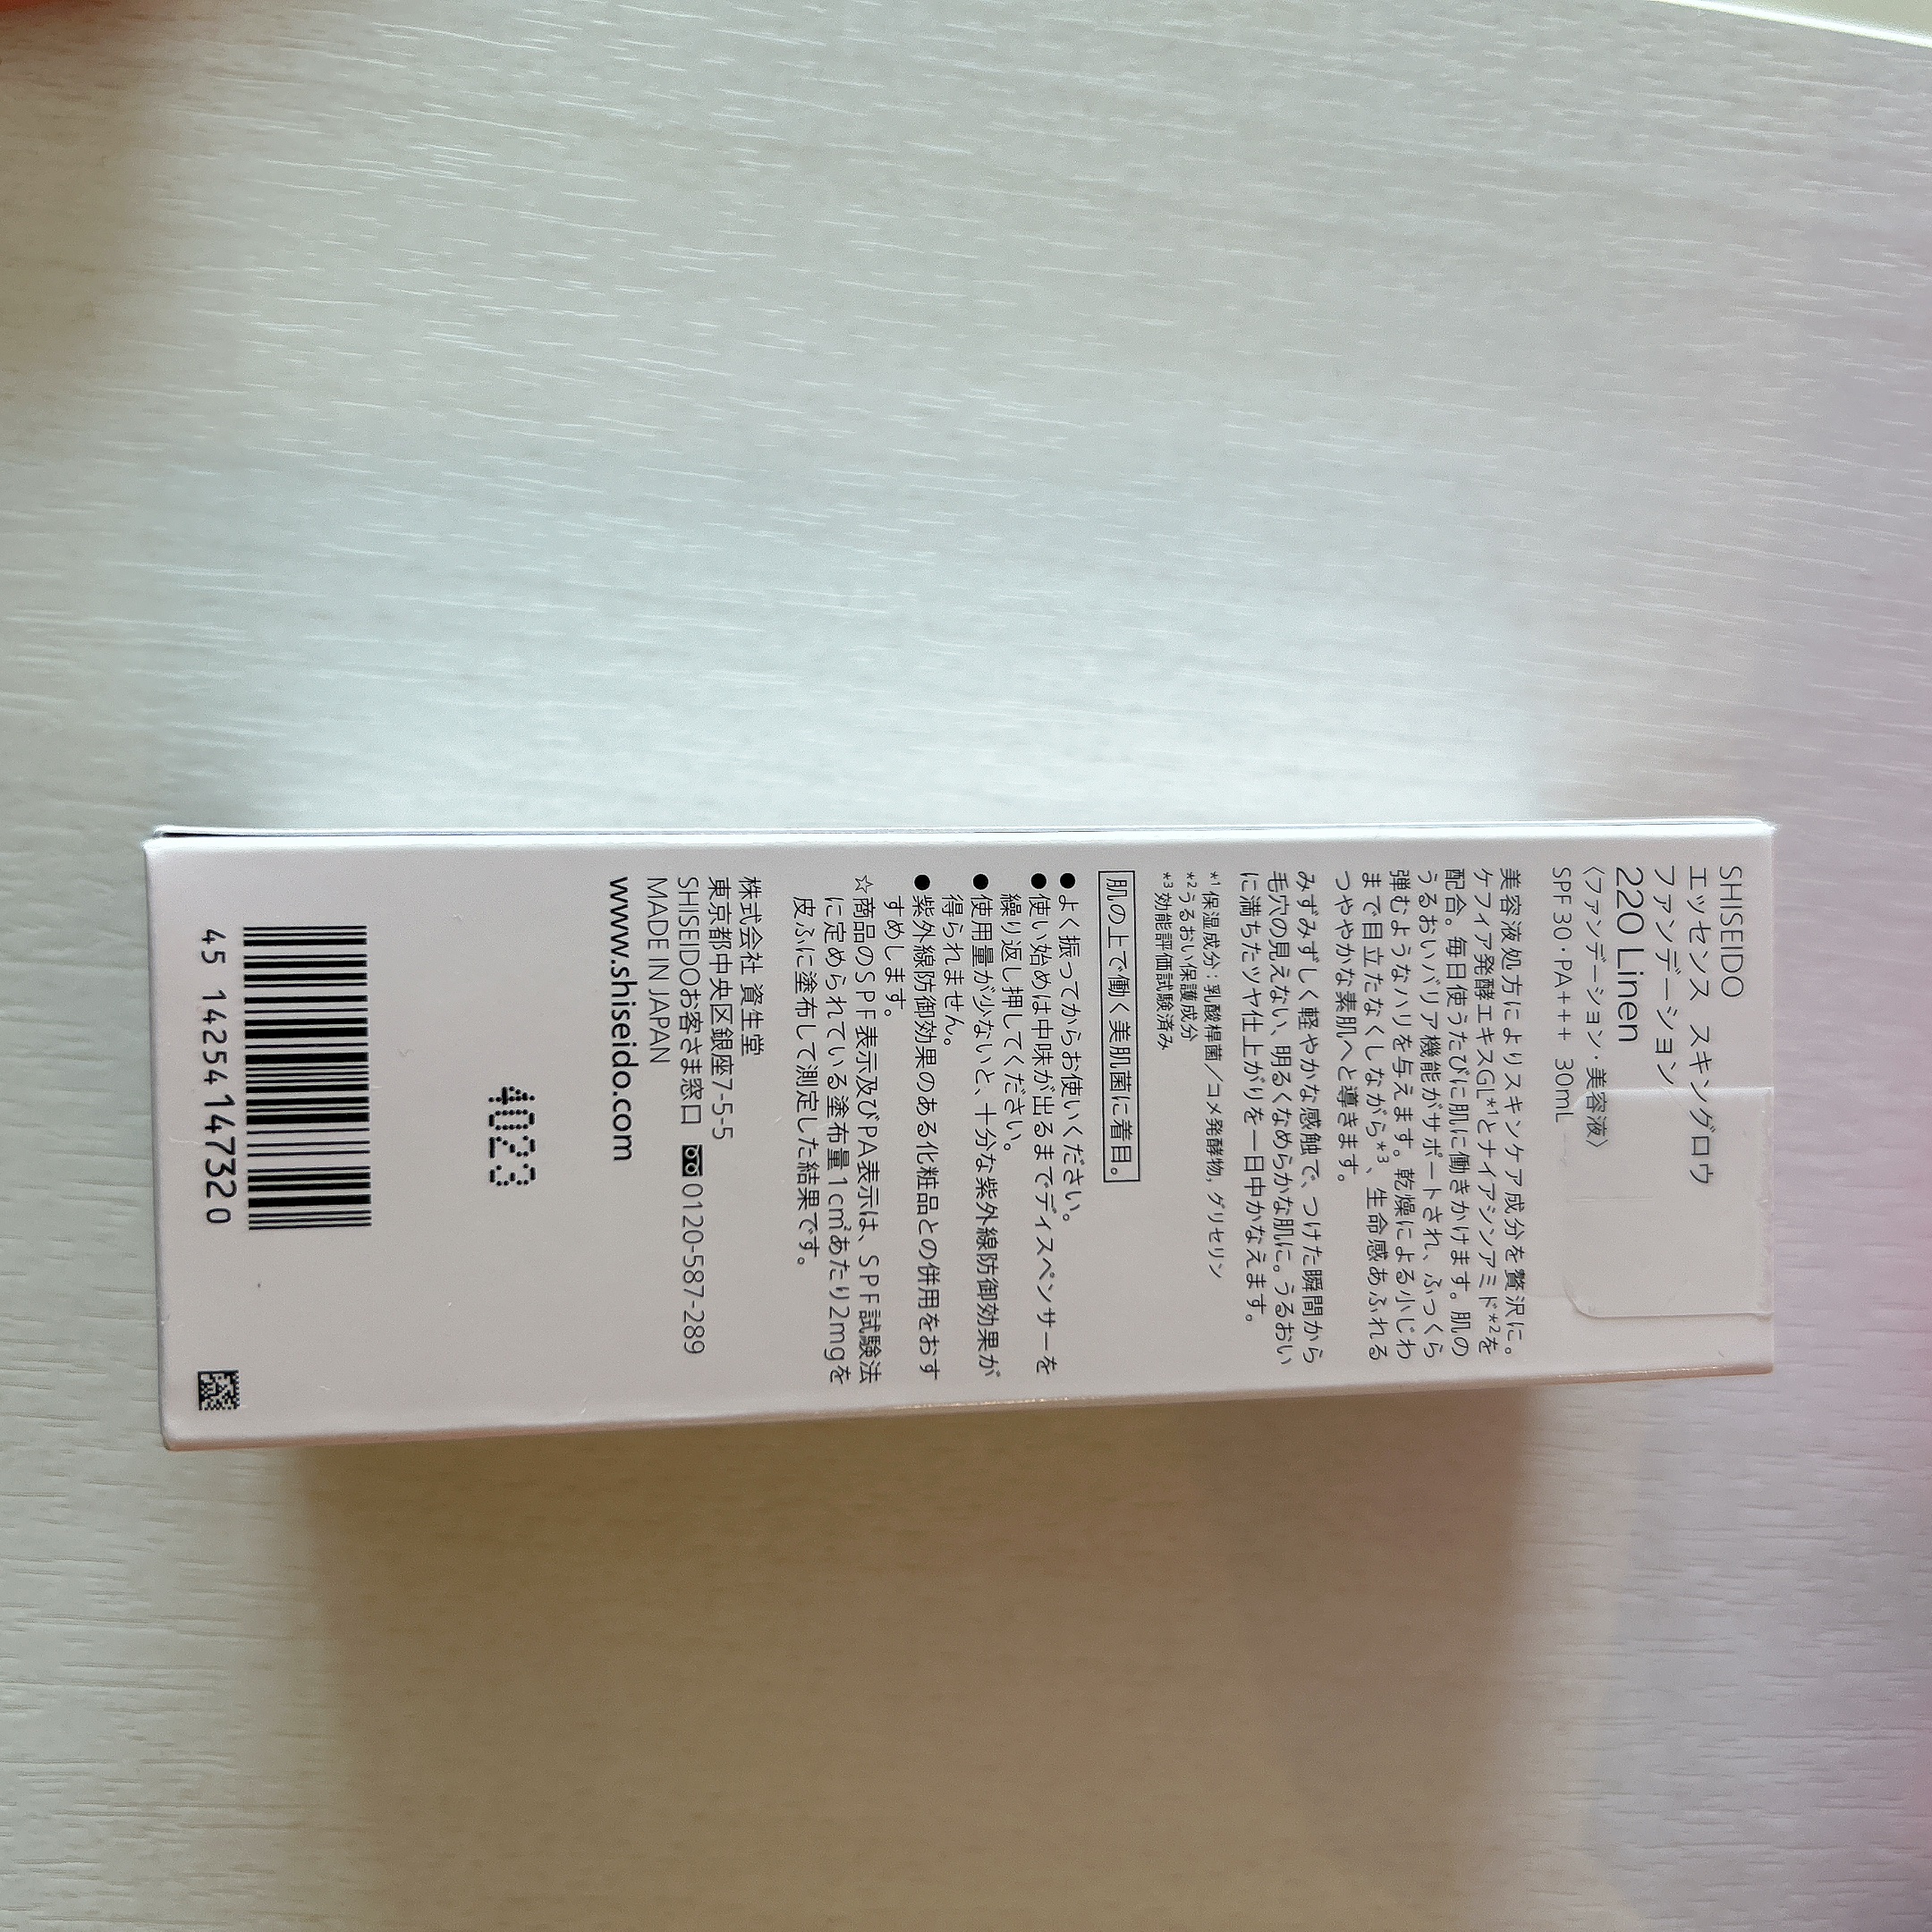 SHISEIDO
エッセンス スキングロウ
ファンデーション
220 Linen
〈ファンデーション・美容液〉
SPF 30・PA+++ 30mL
美容液処方によりスキンケア成分を贅沢に。
ケフィア発酵エキスGL*1とナイアシンアミド*2を
配合。毎日使うたびに肌に働きかけます。肌の
うるおいバリア機能がサポートされ、ふっくら
弾むようなハリを与えます。乾燥による小じわ
まで目立たなくしながら*3、生命感あふれる
つややかな素肌へと導きます。
みずみずしく軽やかな感触で、つけた瞬間から
毛穴の見えない、明るくなめらかな肌に。うるおい
に満ちたツヤ仕上がりを一日中かなえます。
*1 保湿成分：乳酸桿菌／コメ発酵物, グリセリン
*2 うるおい保護成分
*3 効能評価試験済み
肌の上で働く美肌菌に着目。
●よく振ってからお使いください。
●使い始めは中味が出るまでディスペンサーを
繰り返し押してください。
●使用量が少ないと、十分な紫外線防御効果が
得られません。
●紫外線防御効果のある化粧品との併用をおす
すめします。
☆商品のSPF表示及びPA表示は、SPF試験法
に定められている塗布量1cm²あたり2mgを
皮ふに塗布して測定した結果です。
株式会社 資生堂
東京都中央区銀座7-5-5
SHISEIDOお客さま窓口 0120-587-289
MADE IN JAPAN
www.shiseido.com
4023
45 14254 147320